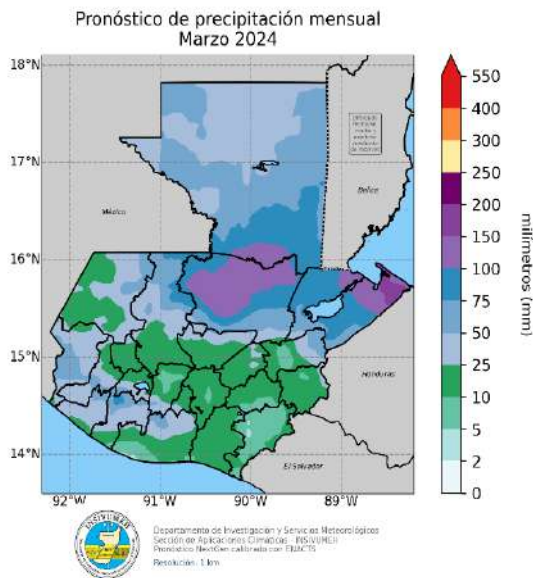 Pronóstico de precipitación mensual
Marzo 2024
18°N
17°N
16°N
15°N
14°N
92°W
91°W
90°W
89°W
México
Belice
Honduras
El Salvador
550
400
300
250
200
150
100
75
50
25
10
5
2
0
milímetros (mm)
INSIVUMEH
Departamento de Investigación y Servicios Meteorológicos
Sección de Aplicaciones Climáticas - INSIVUMEH
Pronóstico NextGen calibrado con ENACTS
Resolución: 1 km